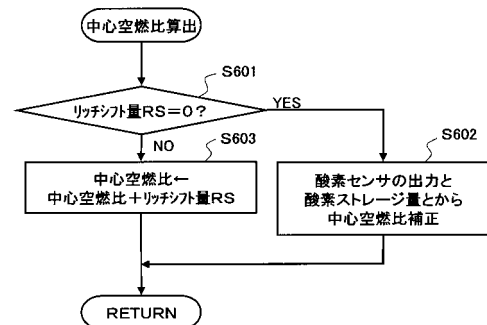 中心空燃比算出
S601
リッチシフト量RS=0?
YES
NO
S603
S602
中心空燃比←
中心空燃比+リッチシフト量RS
酸素センサの出力と
酸素ストレージ量とから
中心空燃比補正
RETURN